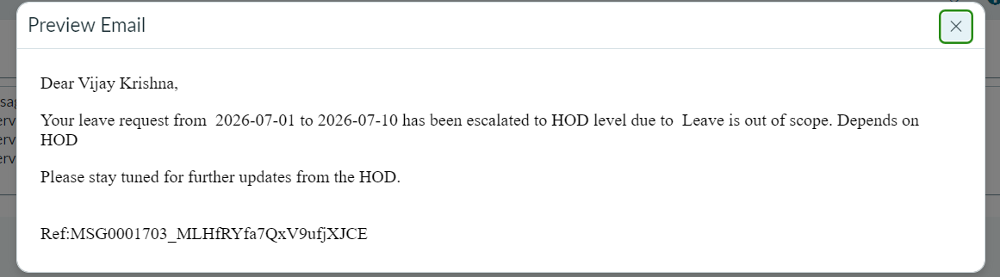 Preview Email
Dear Vijay Krishna,
Your leave request from  2026-07-01 to 2026-07-10 has been escalated to HOD level due to  Leave is out of scope. Depends on
HOD
Please stay tuned for further updates from the HOD.
Ref:MSG0001703_MLHfRYfa7QxV9ufjXJCE